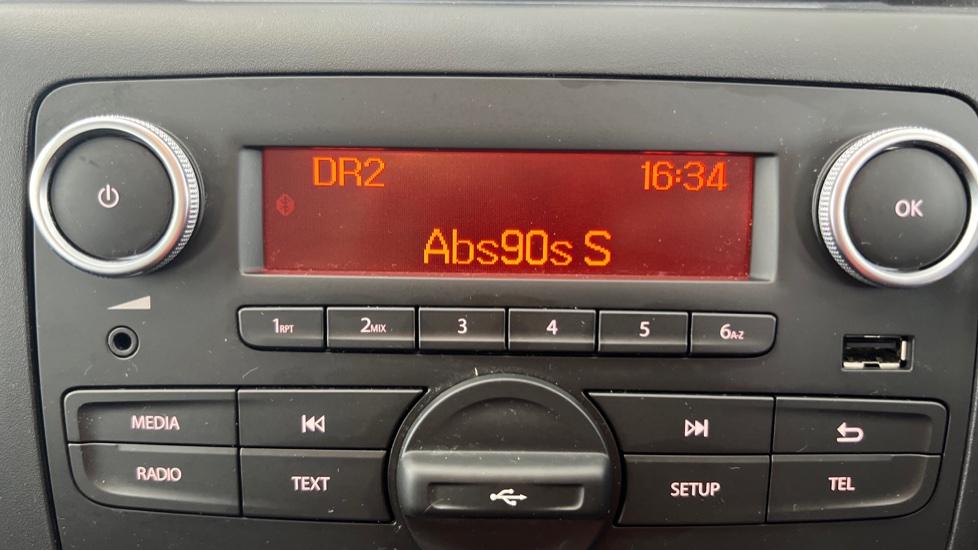 DR2 16:34
Abs90s S
OK
1RPT 2MIX 3 4 5 6A-Z
MEDIA
RADIO TEXT SETUP TEL